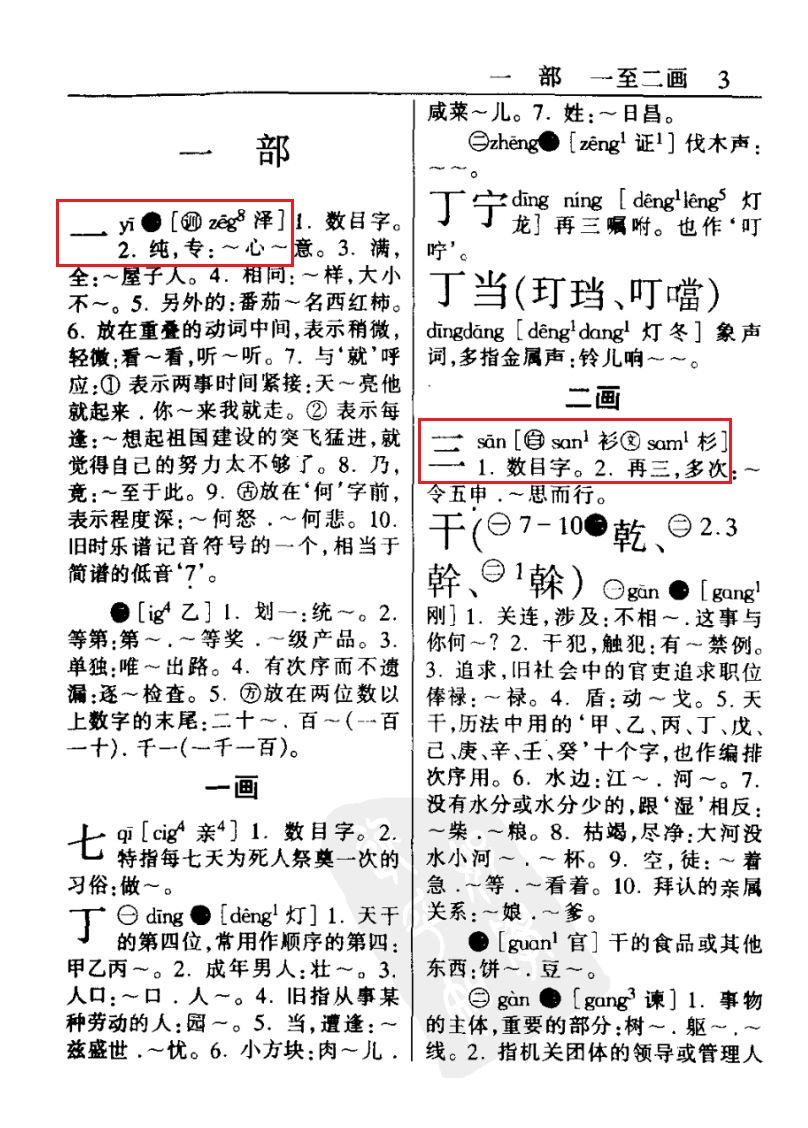 一 部 一至二画 3
一 部
一 yī ❶ [㊙zêg⁸ 泽] 1. 数目字。
2. 纯,专:～心～意。3. 满,
全:～屋子人。4. 相同:～样,大小
不～。5. 另外的:番茄～名西红柿。
6. 放在重叠的动词中间,表示稍微,
轻微:看～看,听～听。7. 与‘就’呼
应:① 表示两事时间紧接:天～亮他
就起来.你～来我就走。② 表示每
逢:～想起祖国建设的突飞猛进,就
觉得自己的努力太不够了。8. 乃,
竟:～至于此。9. ㊁放在‘何’字前,
表示程度深:～何怒.～何悲。10.
旧时乐谱记音符号的一个,相当于
简谱的低音‘7̣’。
❷ [ig⁴ 乙] 1. 划一:统～。2.
等第:第～.～等奖.～级产品。3.
单独:唯～出路。4. 有次序而不遗
漏:逐～检查。5. 方放在两位数以
上数字的末尾:二十～.百～(一百
一十).千一(一千一百)。
一画
七 qī [cig⁴ 亲⁴] 1. 数目字。2.
特指每七天为死人祭奠一次的
习俗:做～。
丁 ㊀ dīng ❶ [dêng¹ 灯] 1. 天干
的第四位,常用作顺序的第四:
甲乙丙～。2. 成年男人:壮～。3.
人口:～口.人～。4. 旧指从事某
种劳动的人:园～。5. 当,遭逢:～
兹盛世.～忧。6. 小方块:肉～儿.
咸菜～儿。7. 姓:～日昌。
㊁zhēng● [zêng¹ 证¹] 伐木声:
～～。
丁宁 dīng níng [dêng¹lêng⁵ 灯
龙] 再三嘱咐。也作‘叮
咛’。
丁当(玎珰、叮噹)
dīngdāng [dêng¹dang¹ 灯冬] 象声
词,多指金属声:铃儿响～～。
二画
三 sān [白 san¹ 衫文 sam¹ 杉]
1. 数目字。2. 再三,多次:～
令五申.～思而行。
干(㊀7-10❶乾、㊁2.3
幹、㊁1榦) ㊀gān ❶ [gang¹
刚] 1. 关连,涉及:不相～.这事与
你何～? 2. 干犯,触犯:有～禁例。
3. 追求,旧社会中的官吏追求职位
俸禄:～禄。4. 盾:动～戈。5. 天
干,历法中用的‘甲、乙、丙、丁、戊、
己、庚、辛、壬、癸’十个字,也作编排
次序用。6. 水边:江～.河～。7.
没有水分或水分少的,跟‘湿’相反:
～柴.～粮。8. 枯竭,尽净:大河没
水小河～.～杯。9. 空,徒:～着
急.～等.～看着。10. 拜认的亲属
关系:～娘.～爹。
❷ [guan¹ 官] 干的食品或其他
东西:饼～.豆～。
㊁ gàn ❶ [gang³ 谏] 1. 事物
的主体,重要的部分:树～.躯～.～
线。2. 指机关团体的领导或管理人